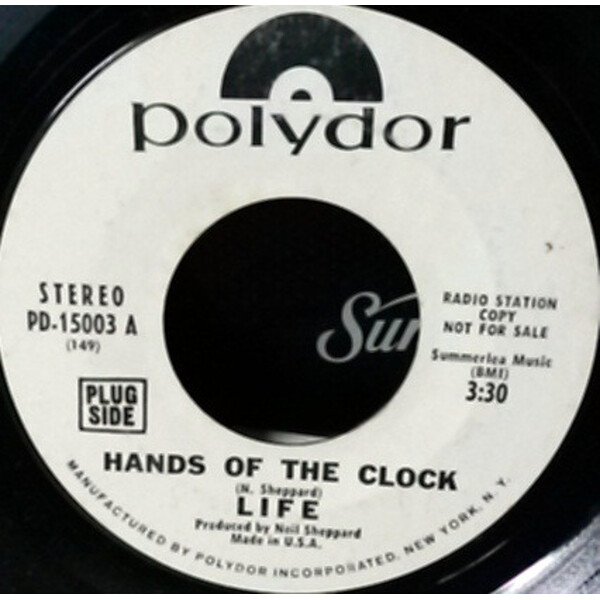 polydor
STEREO
PD-15003 A
(149)
PLUG
SIDE
RADIO STATION
COPY
NOT FOR SALE
Summerlea Music
(BMI)
3:30
Sur
HANDS OF THE CLOCK
(N. Sheppard)
LIFE
Produced by Neil Sheppard
Made in U.S.A.
MANUFACTURED BY POLYDOR INCORPORATED, NEW YORK, N.Y.